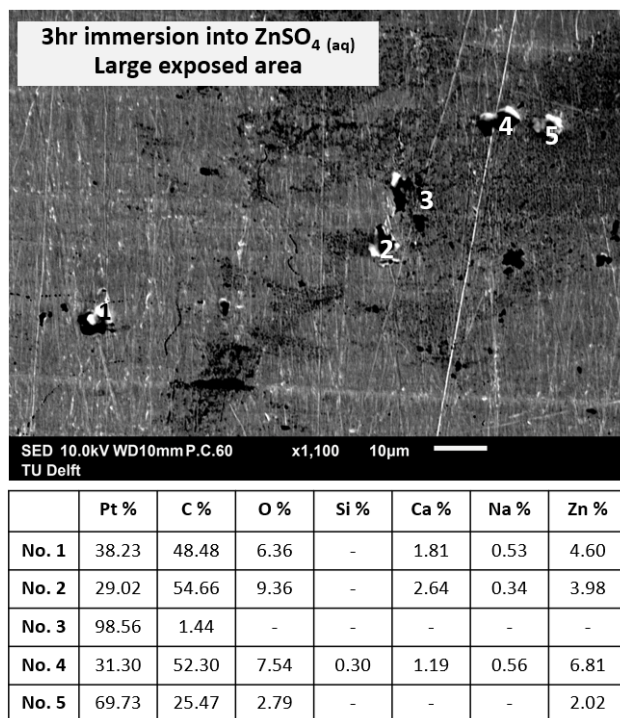 3hr immersion into ZnSO4 (aq)
Large exposed area
4
5
3
2
1
SED 10.0kV WD10mm P.C.60 x1,100 10µm
TU Delft
Pt % C % O % Si % Ca % Na % Zn %
No. 1 38.23 48.48 6.36 - 1.81 0.53 4.60
No. 2 29.02 54.66 9.36 - 2.64 0.34 3.98
No. 3 98.56 1.44 - - - - -
No. 4 31.30 52.30 7.54 0.30 1.19 0.56 6.81
No. 5 69.73 25.47 2.79 - - - 2.02